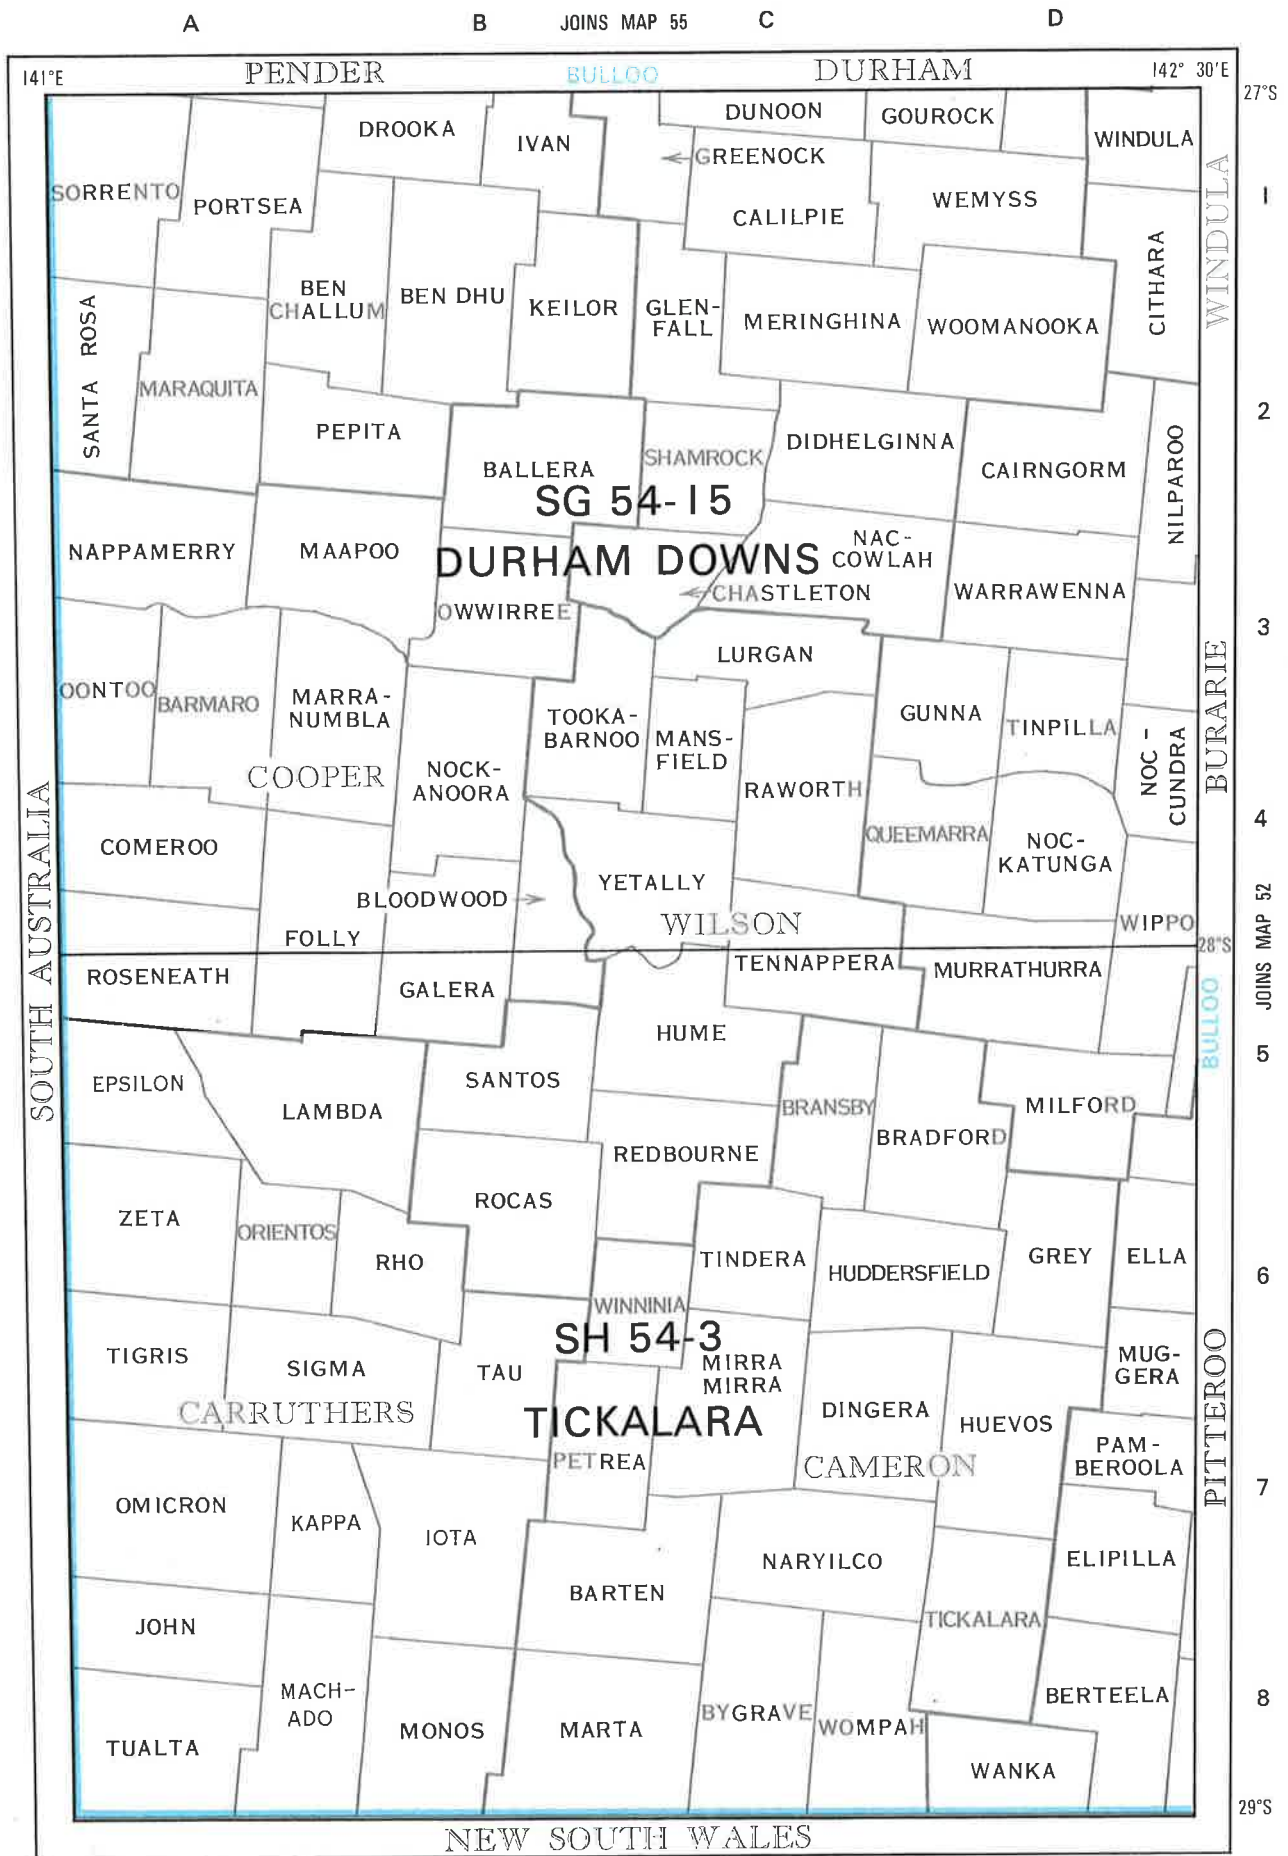 A
B
JOINS MAP 55
C
D
141°E
PENDER
BULLOO
DURHAM
142° 30'E
27°S
DROOKA
IVAN
DUNOON
GOUROCK
WINDULA
GREENOCK
SORRENTO
PORTSEA
CALILPIE
WEMYSS
1
WINDULA
BEN
CHALLUM
BEN DHU
KEILOR
GLEN-
FALL
MERINGHINA
WOOMANOOKA
CITHARA
SANTA ROSA
MARAQUITA
2
PEPITA
BALLERA
SHAMROCK
DIDHELGINNA
CAIRNGORM
NILPAROO
SG 54-15
DURHAM DOWNS
NAPPAMERRY
MAAPOO
NAC-
COWLAH
OWWIRREE
CHASTLETON
WARRAWENNA
3
LURGAN
OONTOO
BARMARO
MARRA-
NUMBLA
TOOKA-
BARNOO
MANS-
FIELD
GUNNA
TINPILLA
NOC-
CUNDRA
BURARIE
COOPER
NOCK-
ANOORA
RAWORTH
4
COMEROO
QUEEMARRA
NOC-
KATUNGA
BLOODWOOD
YETALLY
WILSON
WIPPO
JOINS MAP 52
FOLLY
28°S
SOUTH AUSTRALIA
ROSENEATH
GALERA
TENNAPPERA
MURRATHURRA
BULLOO
HUME
5
EPSILON
LAMBDA
SANTOS
BRANSBY
MILFORD
BRADFORD
REDBOURNE
ZETA
ORIENTOS
RHO
ROCAS
TINDERA
HUDDERSFIELD
GREY
ELLA
6
WINNINIA
SH 54-3
TIGRIS
SIGMA
TAU
MIRRA
MIRRA
MUG-
GERA
PITTEROO
CARRUTHERS
TICKALARA
DINGERA
HUEVOS
PETREA
CAMERON
PAM-
BEROOLA
7
OMICRON
KAPPA
IOTA
NARYILCO
ELIPILLA
BARTEN
JOHN
TICKALARA
MACH-
ADO
BYGRAVE
WOMPAH
BERTEELA
8
TUALTA
MONOS
MARTA
WANKA
29°S
NEW SOUTH WALES